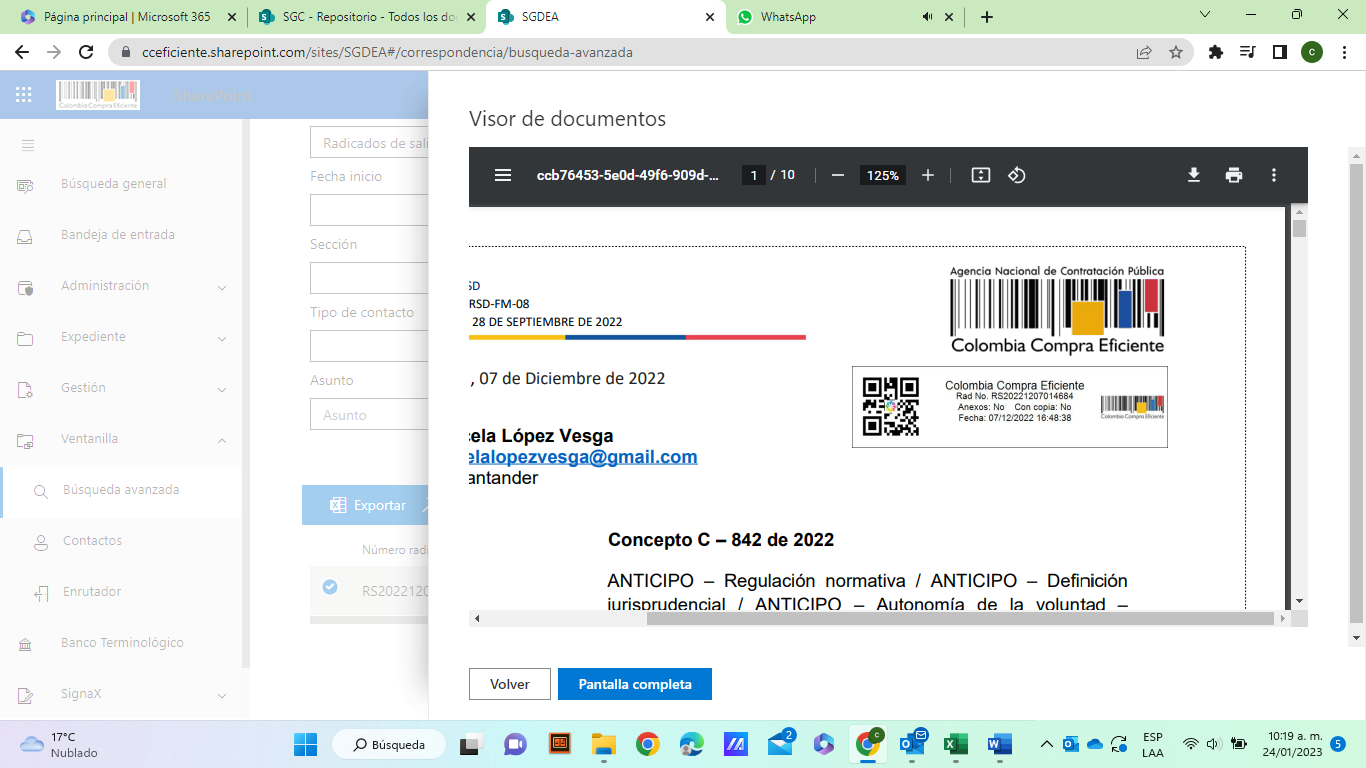 Página principal | Microsoft 365
SGC - Repositorio - Todos los do
SGDEA
WhatsApp
cceficiente.sharepoint.com/sites/SGDEA#/correspondencia/busqueda-avanzada
c
Colombia Compra Eficiente
SharePoint
Búsqueda general
Bandeja de entrada
Administración
Expediente
Gestión
Ventanilla
Búsqueda avanzada
Contactos
Enrutador
Banco Terminológico
SignaX
Radicados de sali
Fecha inicio
Sección
Tipo de contacto
Asunto
Asunto
Exportar
Número radi
RS2022120
Visor de documentos
ccb76453-5e0d-49f6-909d-...
1 / 10
125%
SD
RSD-FM-08
28 DE SEPTIEMBRE DE 2022
Agencia Nacional de Contratación Pública
Colombia Compra Eficiente
, 07 de Diciembre de 2022
Colombia Compra Eficiente
Rad No. RS20221207014684
Anexos: No Con copia: No
Fecha: 07/12/2022 16:48:38
Colombia Compra Eficiente
cela López Vesga
elalopezvesga@gmail.com
antander
Concepto C – 842 de 2022
ANTICIPO – Regulación normativa / ANTICIPO – Definición
jurisprudencial / ANTICIPO – Autonomía de la voluntad –
Volver
Pantalla completa
17°C
Nublado
Búsqueda
2
c
ESP
LAA
10:19 a. m.
24/01/2023
5